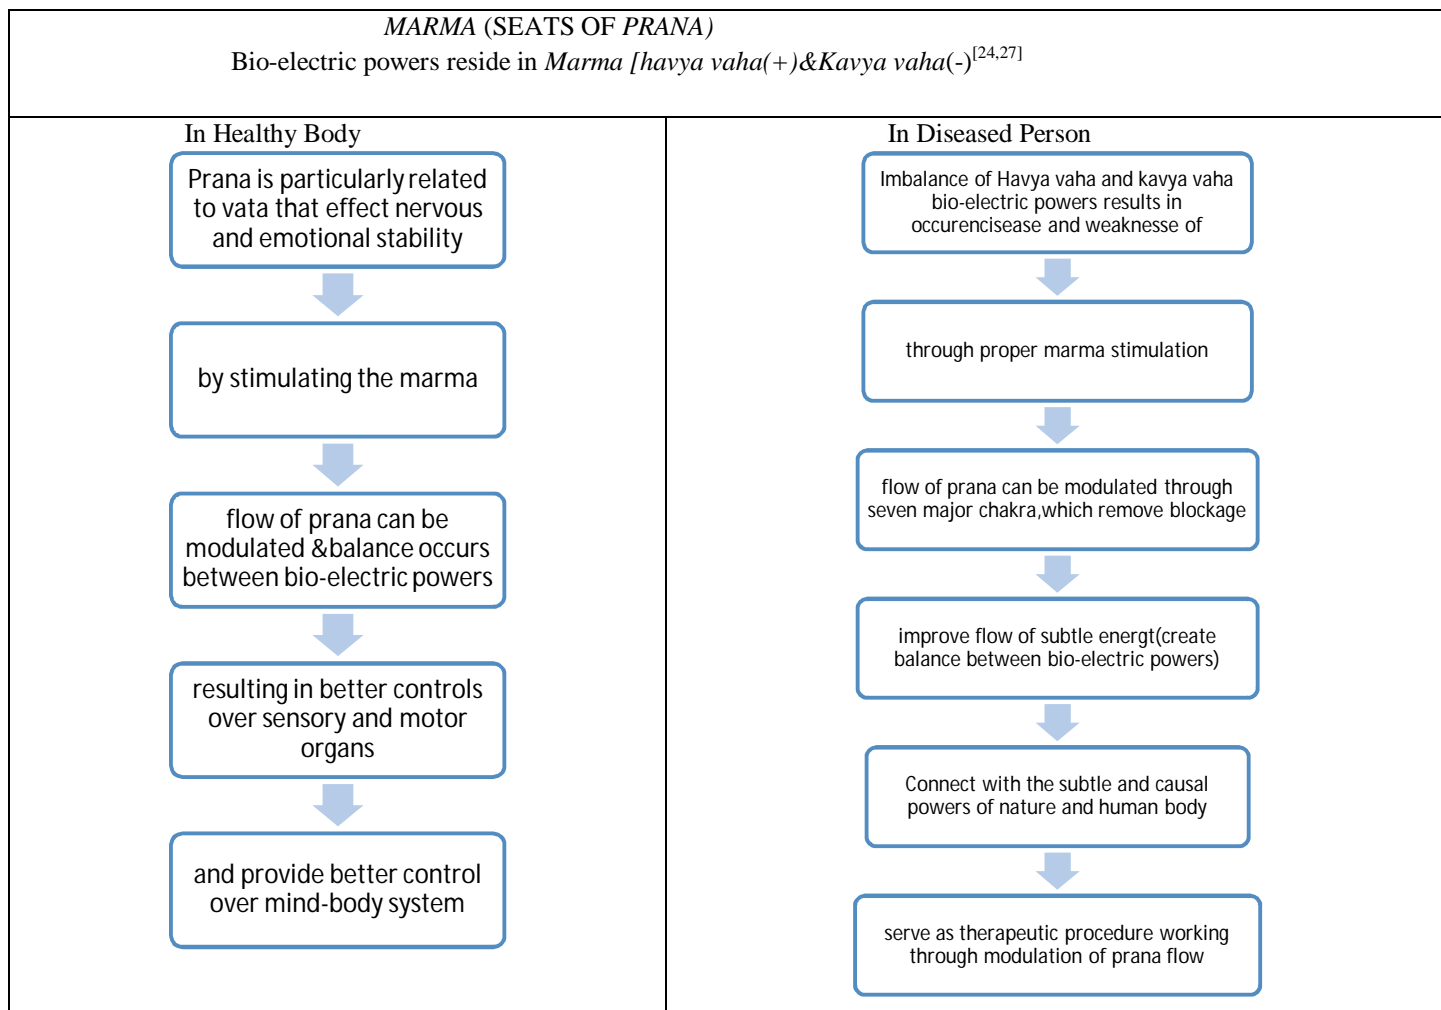 MARMA (SEATS OF PRANA)
Bio-electric powers reside in Marma [havya vaha(+)&Kavya vaha(-)[24,27]
In Healthy Body
Prana is particularly related
to vata that effect nervous
and emotional stability
by stimulating the marma
flow of prana can be
modulated &balance occurs
between bio-electric powers
resulting in better controls
over sensory and motor
organs
and provide better control
over mind-body system
In Diseased Person
Imbalance of Havya vaha and kavya vaha
bio-electric powers results in
occurencisease and weaknesse of
through proper marma stimulation
flow of prana can be modulated through
seven major chakra,which remove blockage
improve flow of subtle energt(create
balance between bio-electric powers)
Connect with the subtle and causal
powers of nature and human body
serve as therapeutic procedure working
through modulation of prana flow